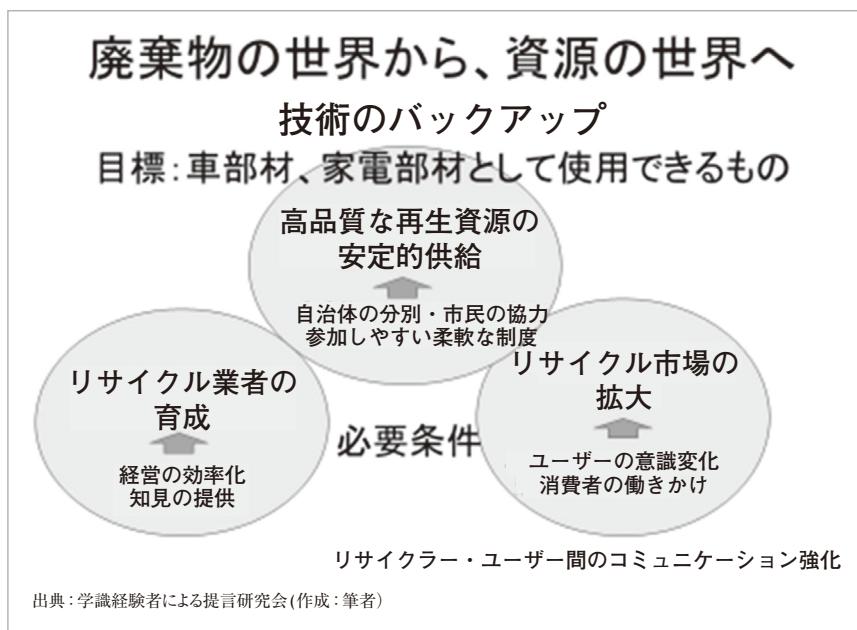 廃棄物の世界から、資源の世界へ
技術のバックアップ
目標：車部材、家電部材として使用できるもの
高品質な再生資源の
安定的供給
自治体の分別・市民の協力
参加しやすい柔軟な制度
リサイクル業者の
育成
経営の効率化
知見の提供
必要条件
リサイクル市場の
拡大
ユーザーの意識変化
消費者の働きかけ
リサイクラー・ユーザー間のコミュニケーション強化
出典：学識経験者による提言研究会(作成：筆者)